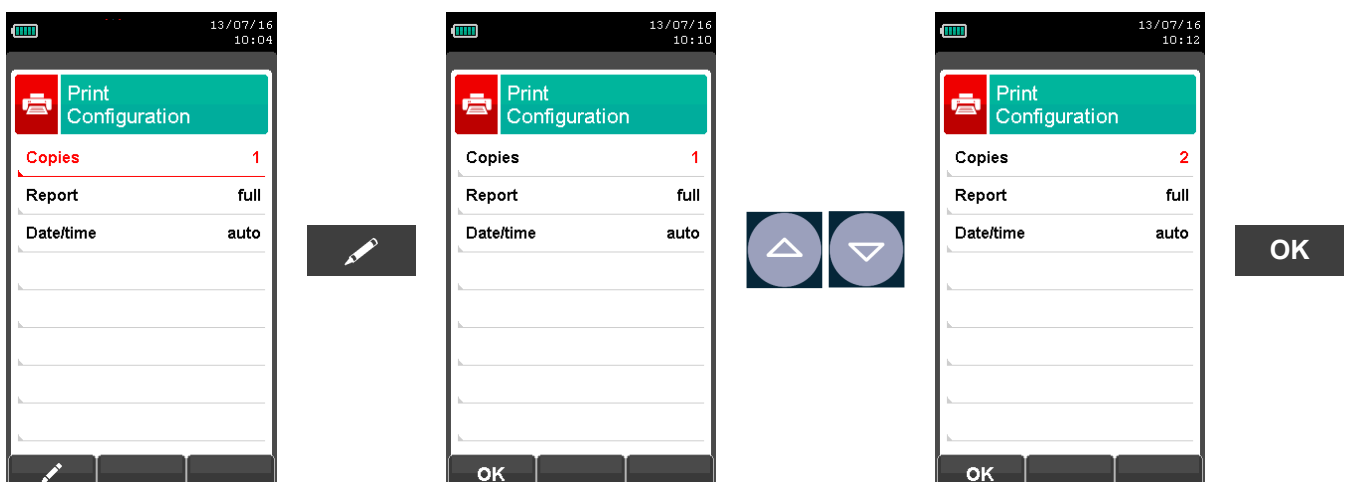 13/07/16
10:04
Print
Configuration
Copies 1
Report full
Date/time auto
13/07/16
10:10
Print
Configuration
Copies 1
Report full
Date/time auto
OK
13/07/16
10:12
Print
Configuration
Copies 2
Report full
Date/time auto
OK
OK